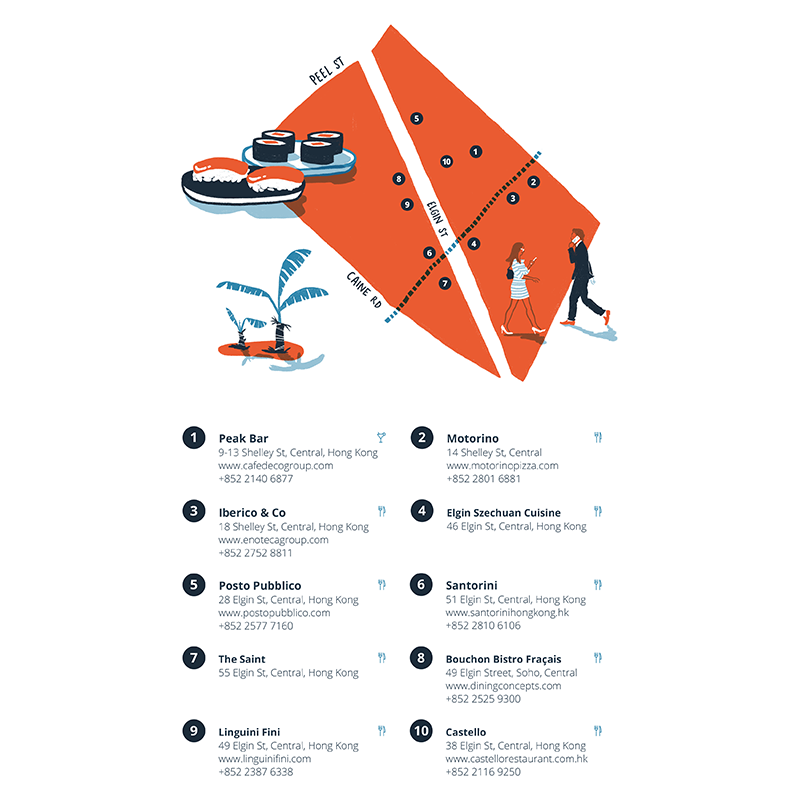 PEEL ST
5
1
10
8
2
9
3
ELGIN ST
4
6
CAINE RD
7
1 Peak Bar
9-13 Shelley St, Central, Hong Kong
www.cafedecogroup.com
+852 2140 6877
2 Motorino
14 Shelley St, Central
www.motorinopizza.com
+852 2801 6881
3 Iberico & Co
18 Shelley St, Central, Hong Kong
www.enotecagroup.com
+852 2752 8811
4 Elgin Szechuan Cuisine
46 Elgin St, Central, Hong Kong
5 Posto Pubblico
28 Elgin St, Central, Hong Kong
www.postopubblico.com
+852 2577 7160
6 Santorini
51 Elgin St, Central, Hong Kong
www.santorinihongkong.hk
+852 2810 6106
7 The Saint
55 Elgin St, Central, Hong Kong
8 Bouchon Bistro Fraçais
49 Elgin Street, Soho, Central
www.diningconcepts.com
+852 2525 9300
9 Linguini Fini
49 Elgin St, Central, Hong Kong
www.linguinifini.com
+852 2387 6338
10 Castello
38 Elgin St, Central, Hong Kong
www.castellorestaurant.com.hk
+852 2116 9250